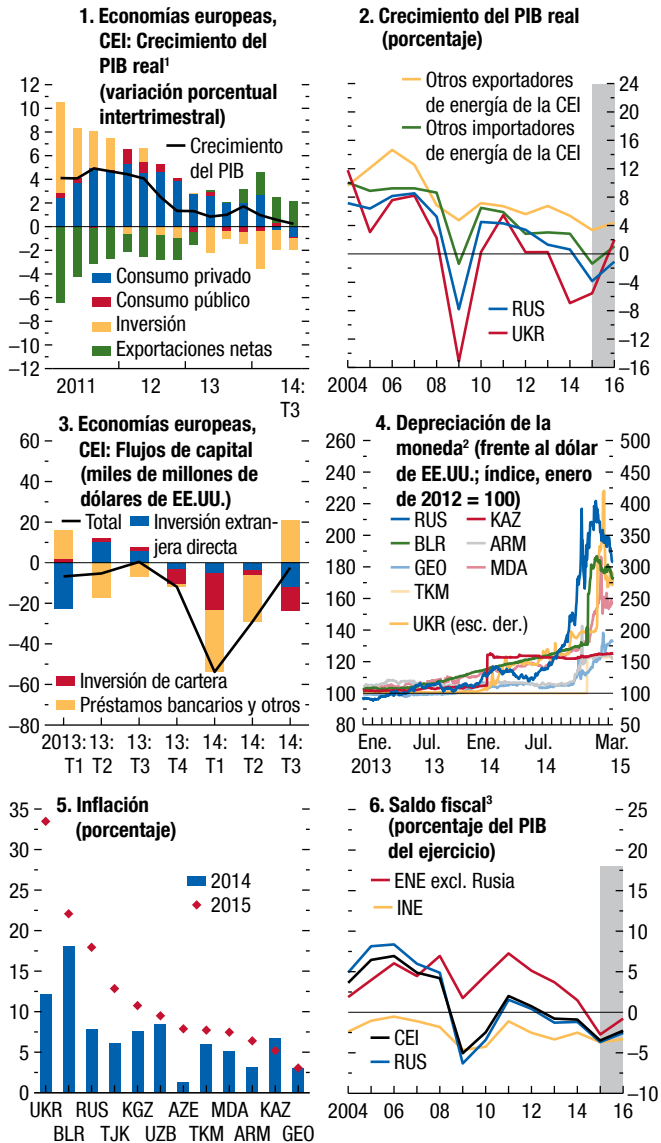 1. Economías europeas,
CEI: Crecimiento del
PIB real¹
(variación porcentual
intertrimestral)
12
10
8
6
4
2
0
−2
−4
−6
−8
−10
−12
Crecimiento
del PIB
Consumo privado
Consumo público
Inversión
Exportaciones netas
2011
12
13
14:
T3
2. Crecimiento del PIB real
(porcentaje)
Otros exportadores
de energía de la CEI
Otros importadores
de energía de la CEI
RUS
UKR
24
20
16
12
8
4
0
−4
−8
−12
−16
2004 06 08 10 12 14 16
3. Economías europeas,
CEI: Flujos de capital
(miles de millones de
dólares de EE.UU.)
60
40
20
0
−20
−40
−60
−80
Total
Inversión extran-
jera directa
Inversión de cartera
Préstamos bancarios y otros
2013: 13: 13: 13: 14: 14: 14:
T1 T2 T3 T4 T1 T2 T3
4. Depreciación de la
moneda² (frente al dólar
de EE.UU.; índice, enero
de 2012 = 100)
260
240
220
200
180
160
140
120
100
80
RUS
KAZ
BLR
ARM
GEO
MDA
TKM
UKR (esc. der.)
500
450
400
350
300
250
200
150
100
50
Ene. Jul. Ene. Jul. Mar.
2013 13 14 14 15
5. Inflación
(porcentaje)
35
30
25
20
15
10
5
0
2014
2015
UKR RUS KGZ AZE MDA KAZ
BLR TJK UZB TKM ARM GEO
6. Saldo fiscal³
(porcentaje del PIB
del ejercicio)
ENE excl. Rusia
INE
CEI
RUS
25
20
15
10
5
0
−5
−10
2004 06 08 10 12 14 16